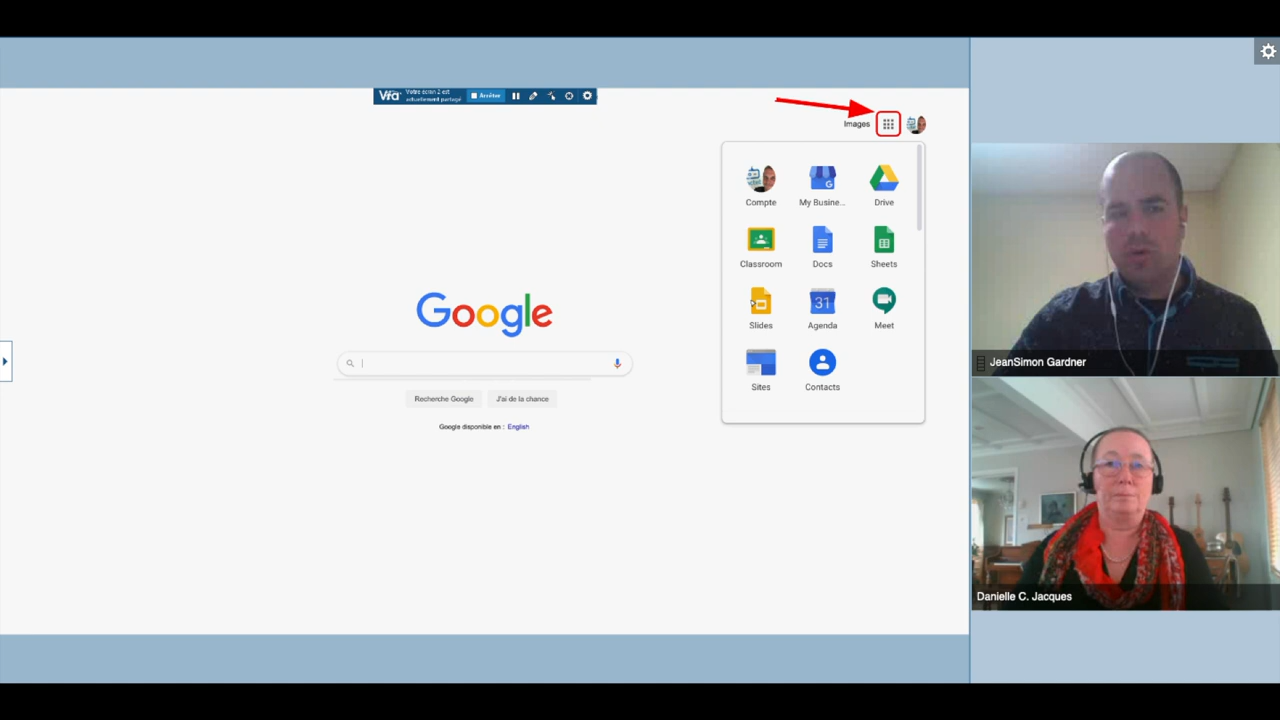 Via
Votre écran 2 est
actuellement partagé
Arrêter
Images
Compte
My Busine...
Drive
Classroom
Docs
Sheets
Slides
31
Agenda
Meet
Sites
Contacts
Google
Recherche Google
J'ai de la chance
Google disponible en : English
JeanSimon Gardner
Danielle C. Jacques